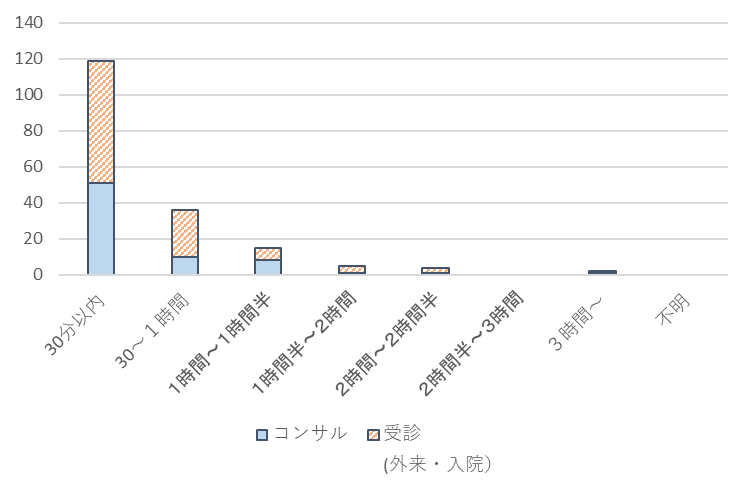 140
120
100
80
60
40
20
0
30分以内
30～１時間
1時間～1時間半
1時間半～2時間
2時間～2時間半
2時間半～3時間
３時間～
不明
コンサル
受診
(外来・入院）